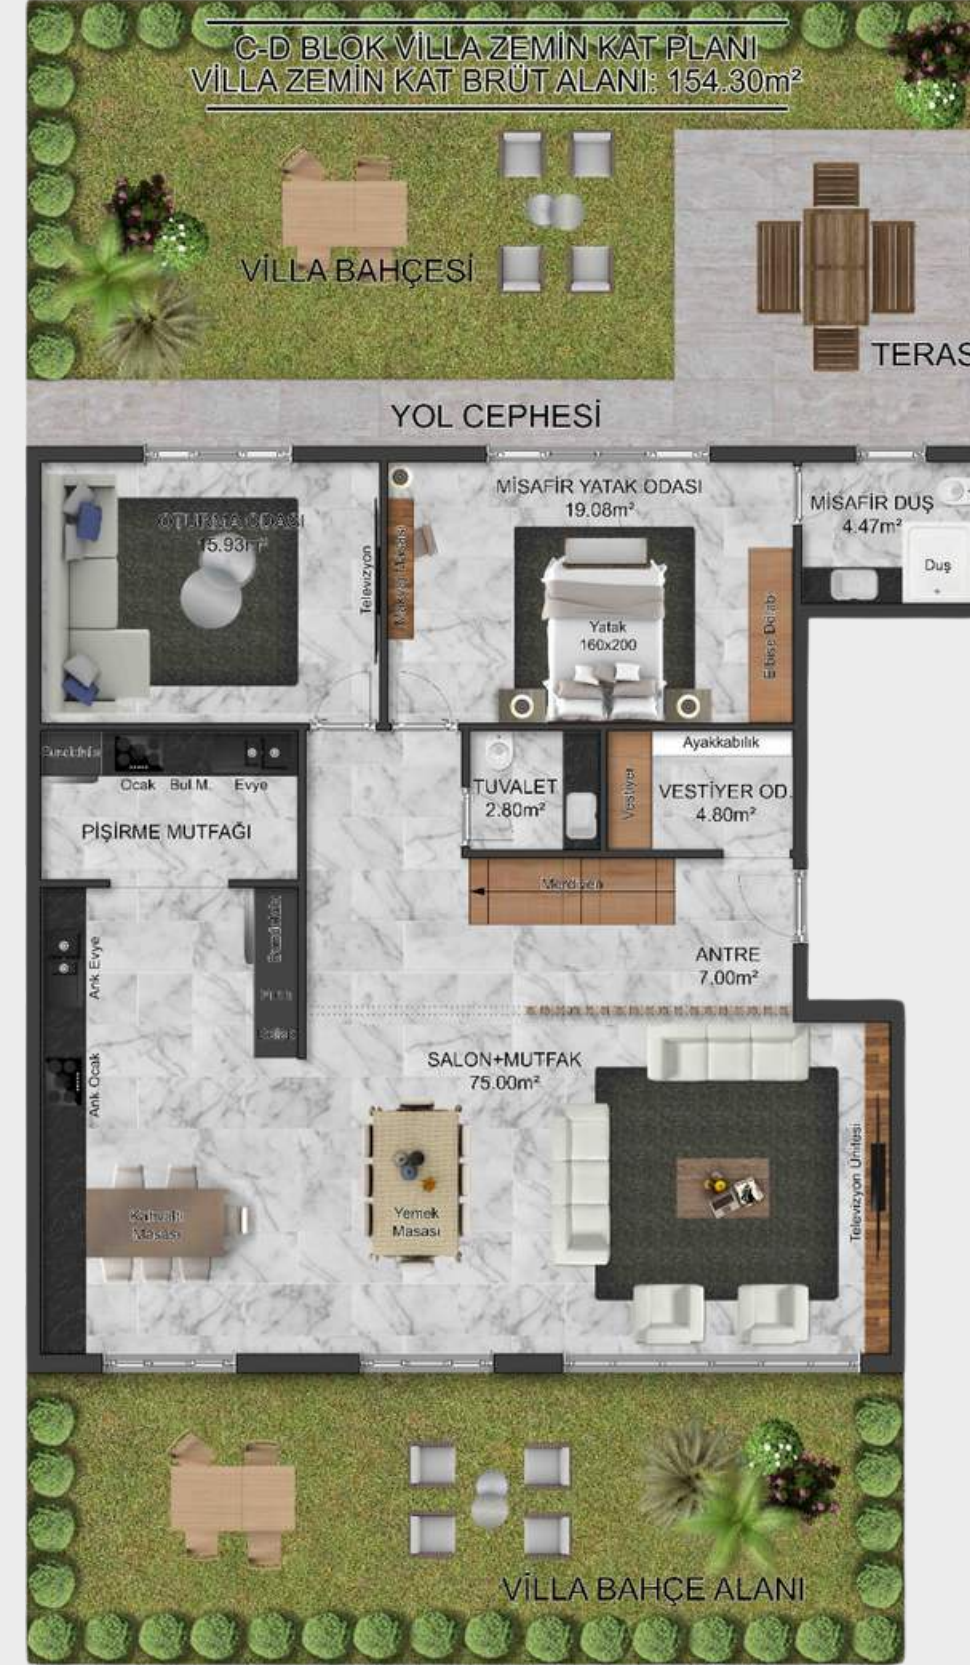 C-D BLOK VİLLA ZEMİN KAT PLANI
VİLLA ZEMİN KAT BRÜT ALANI: 154.30m²
VİLLA BAHÇESİ
TERAS
YOL CEPHESİ
OTURMA ODASI
15.93m²
Televizyon
Makyaj Masası
MİSAFİR YATAK ODASI
19.08m²
Yatak
160x200
Elbise Dolabı
MİSAFİR DUŞ
4.47m²
Duş
Buzdolabı
Ocak
Bul.M.
Evye
PİŞİRME MUTFAĞI
TUVALET
2.80m²
Vestiyer
Ayakkabılık
VESTİYER OD.
4.80m²
Merdiven
ANTRE
7.00m²
Ank Evye
Ank Ocak
Buzdolabı
SALON+MUTFAK
75.00m²
Kahvaltı
Masası
Yemek
Masası
Televizyon Ünitesi
VİLLA BAHÇE ALANI